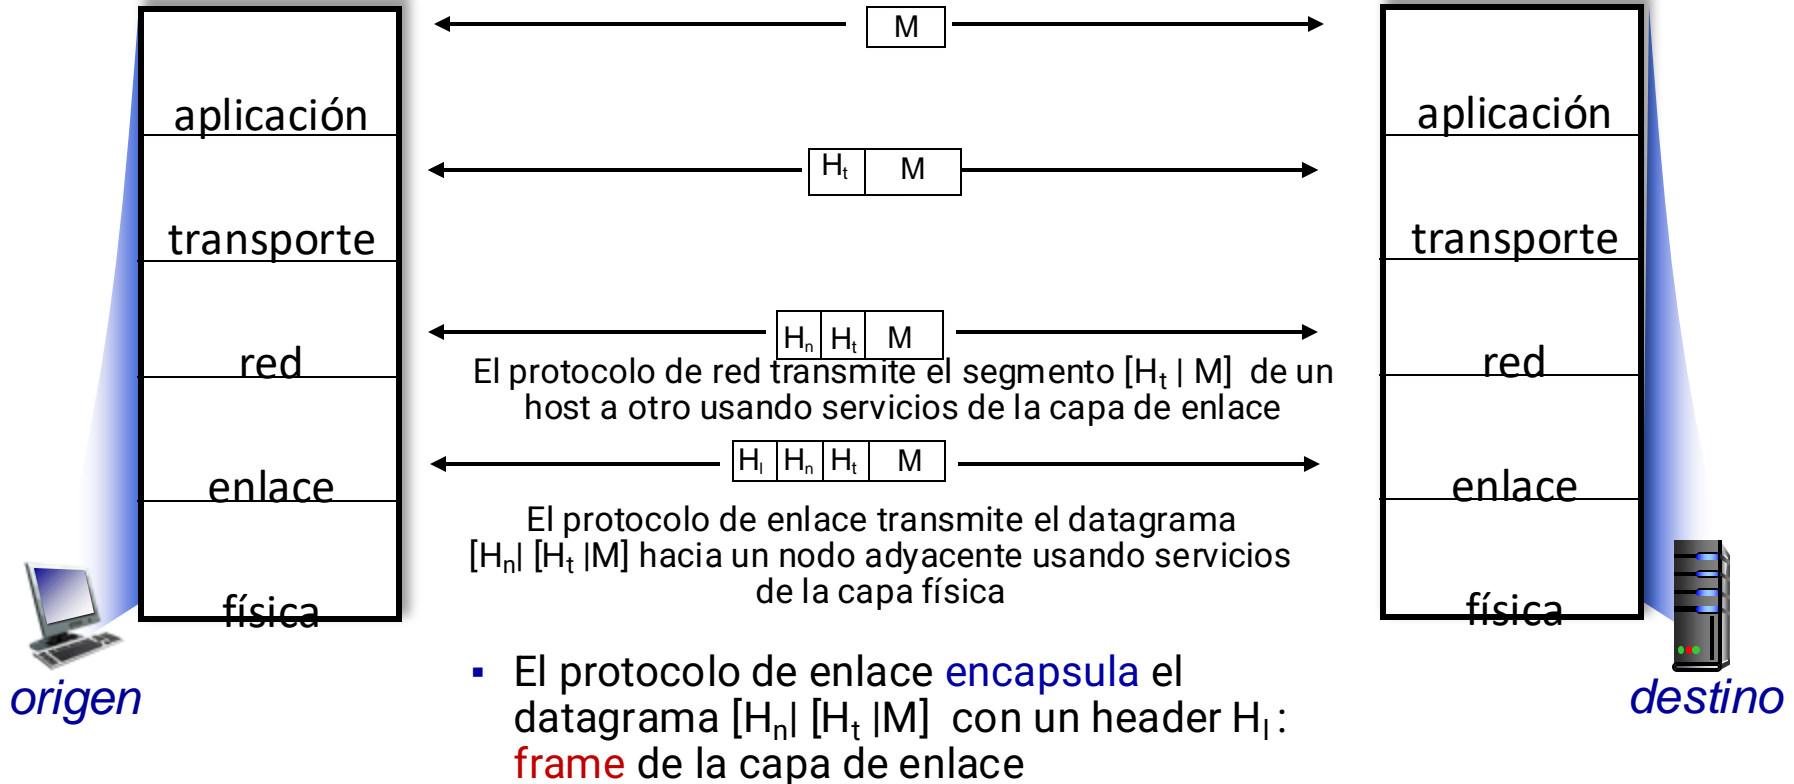 M
aplicación
aplicación
Hₜ M
transporte
transporte
Hₙ Hₜ M
red
red
El protocolo de red transmite el segmento [Hₜ | M] de un
host a otro usando servicios de la capa de enlace
Hₗ Hₙ Hₜ M
enlace
enlace
El protocolo de enlace transmite el datagrama
[Hₙ| [Hₜ |M] hacia un nodo adyacente usando servicios
de la capa física
física
física
origen
destino
▪ El protocolo de enlace encapsula el
datagrama [Hₙ| [Hₜ |M] con un header Hₗ :
frame de la capa de enlace